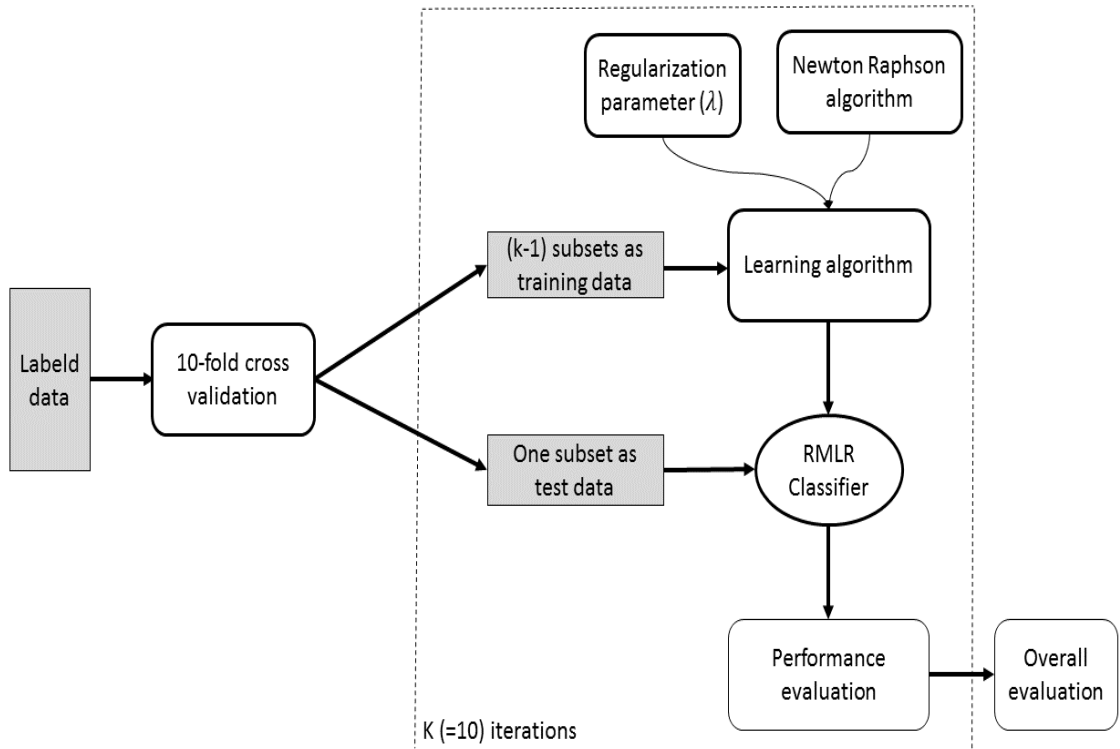 Regularization
parameter (λ)
Newton Raphson
algorithm
(k-1) subsets as
training data
Learning algorithm
Labeld
data
10-fold cross
validation
One subset as
test data
RMLR
Classifier
Performance
evaluation
Overall
evaluation
K (=10) iterations